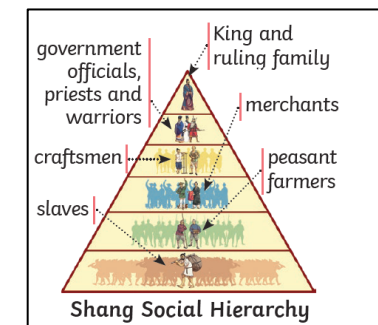 King and
ruling family
government
officials,
priests and
warriors
merchants
craftsmen
peasant
farmers
slaves
Shang Social Hierarchy